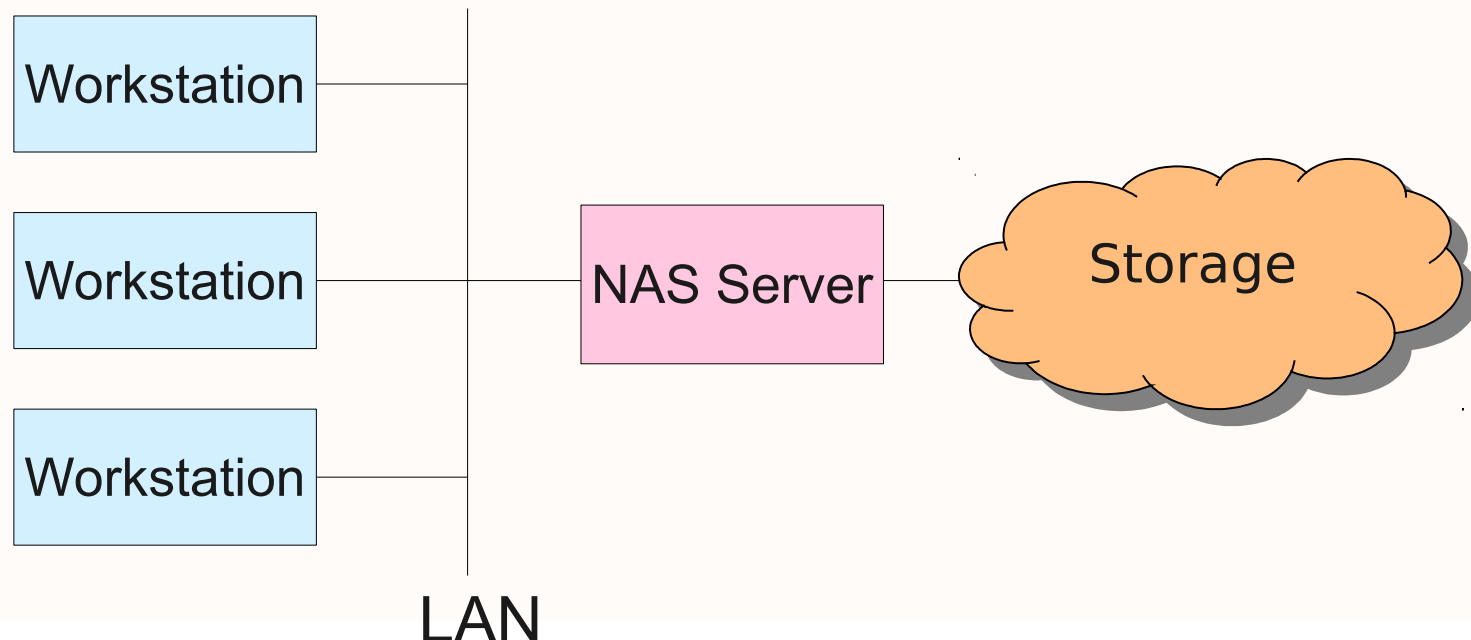 Workstation
Workstation
NAS Server
Storage
Workstation
LAN